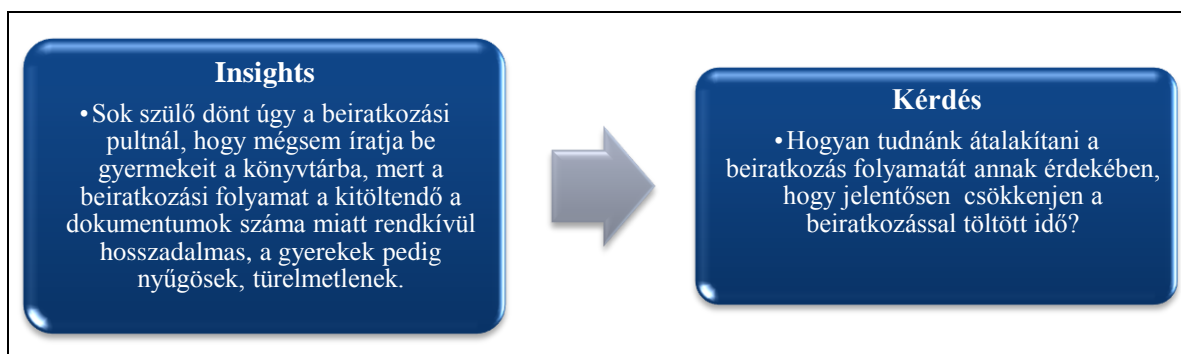 Insights
•Sok szülő dönt úgy a beiratkozási
pultnál, hogy mégsem íratja be
gyermekeit a könyvtárba, mert a
beiratkozási folyamat a kitöltendő a
dokumentumok száma miatt rendkívül
hosszadalmas, a gyerekek pedig
nyűgösek, türelmetlenek.
Kérdés
•Hogyan tudnánk átalakítani a
beiratkozás folyamatát annak érdekében,
hogy jelentősen csökkenjen a
beiratkozással töltött idő?